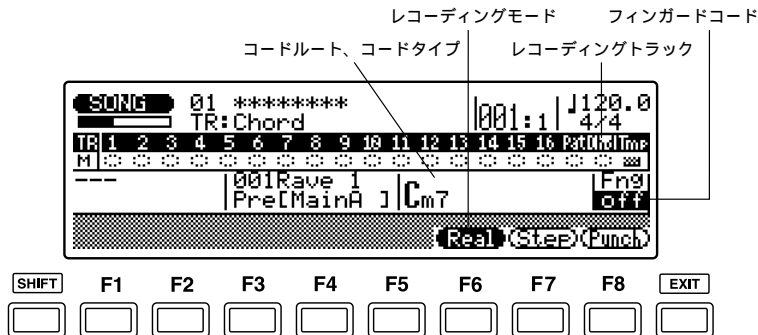 レコーディングモード フィンガードコード
コードルート、コードタイプ レコーディングトラック
SONG 01 ******** 001:1 ♩120.0
TR:Chord 4/4
TR 1 2 3 4 5 6 7 8 9 10 11 12 13 14 15 16 Pat Tmp
M
--- 001Rave 1 Cm7 Fng
Pre[MainA ] off
Real Step Punch
SHIFT F1 F2 F3 F4 F5 F6 F7 F8 EXIT